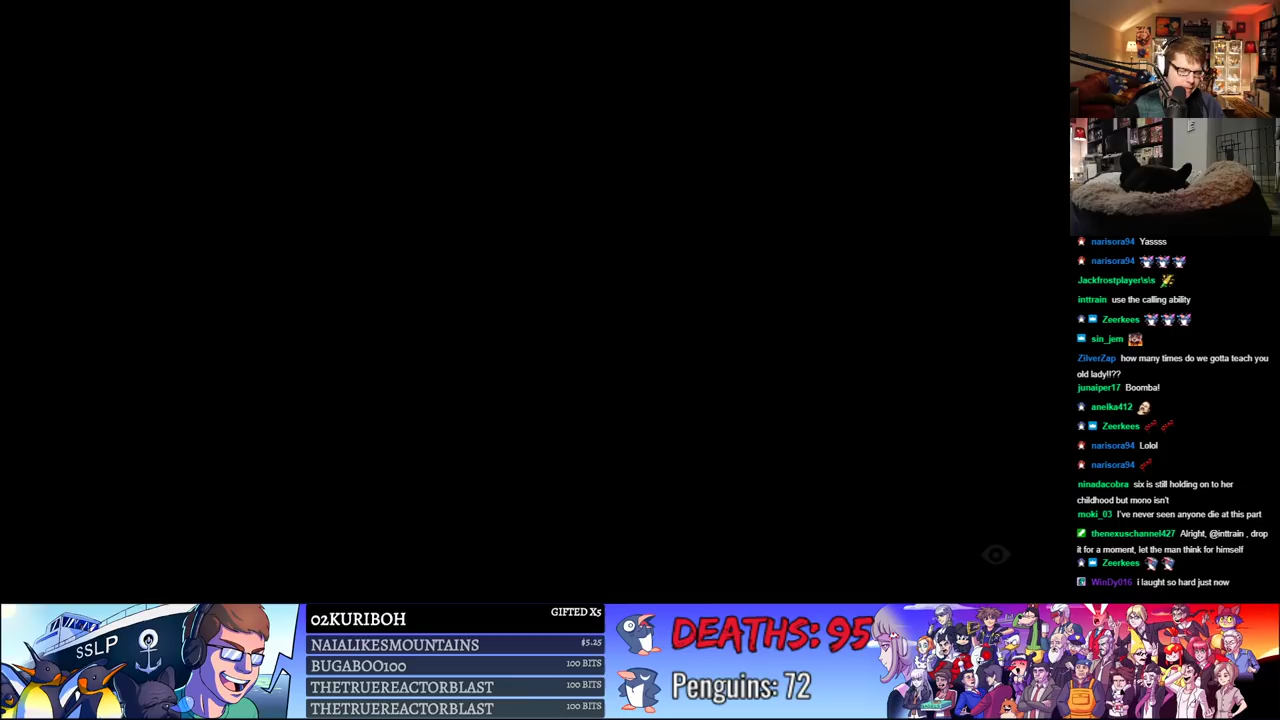 narisora94 Yassss
narisora94
Jackfrostplayer\s\s
inttrain use the calling ability
Zeerkees
sin_jem
ZilverZap how many times do we gotta teach you
old lady!!??
junaiper17 Boomba!
anelka412
Zeerkees
narisora94 Lolol
narisora94
ninadacobra six is still holding on to her
childhood but mono isn't
moki_03 I've never seen anyone die at this part
thenexuschannel427 Alright, @inttrain , drop
it for a moment, let the man think for himself
Zeerkees
WinDy016 i laught so hard just now
SSLP
02KURIBOH GIFTED X5
NAIALIKESMOUNTAINS $5.25
BUGABOO100 100 BITS
THETRUEREACTORBLAST 100 BITS
THETRUEREACTORBLAST 100 BITS
DEATHS: 95
Penguins: 72